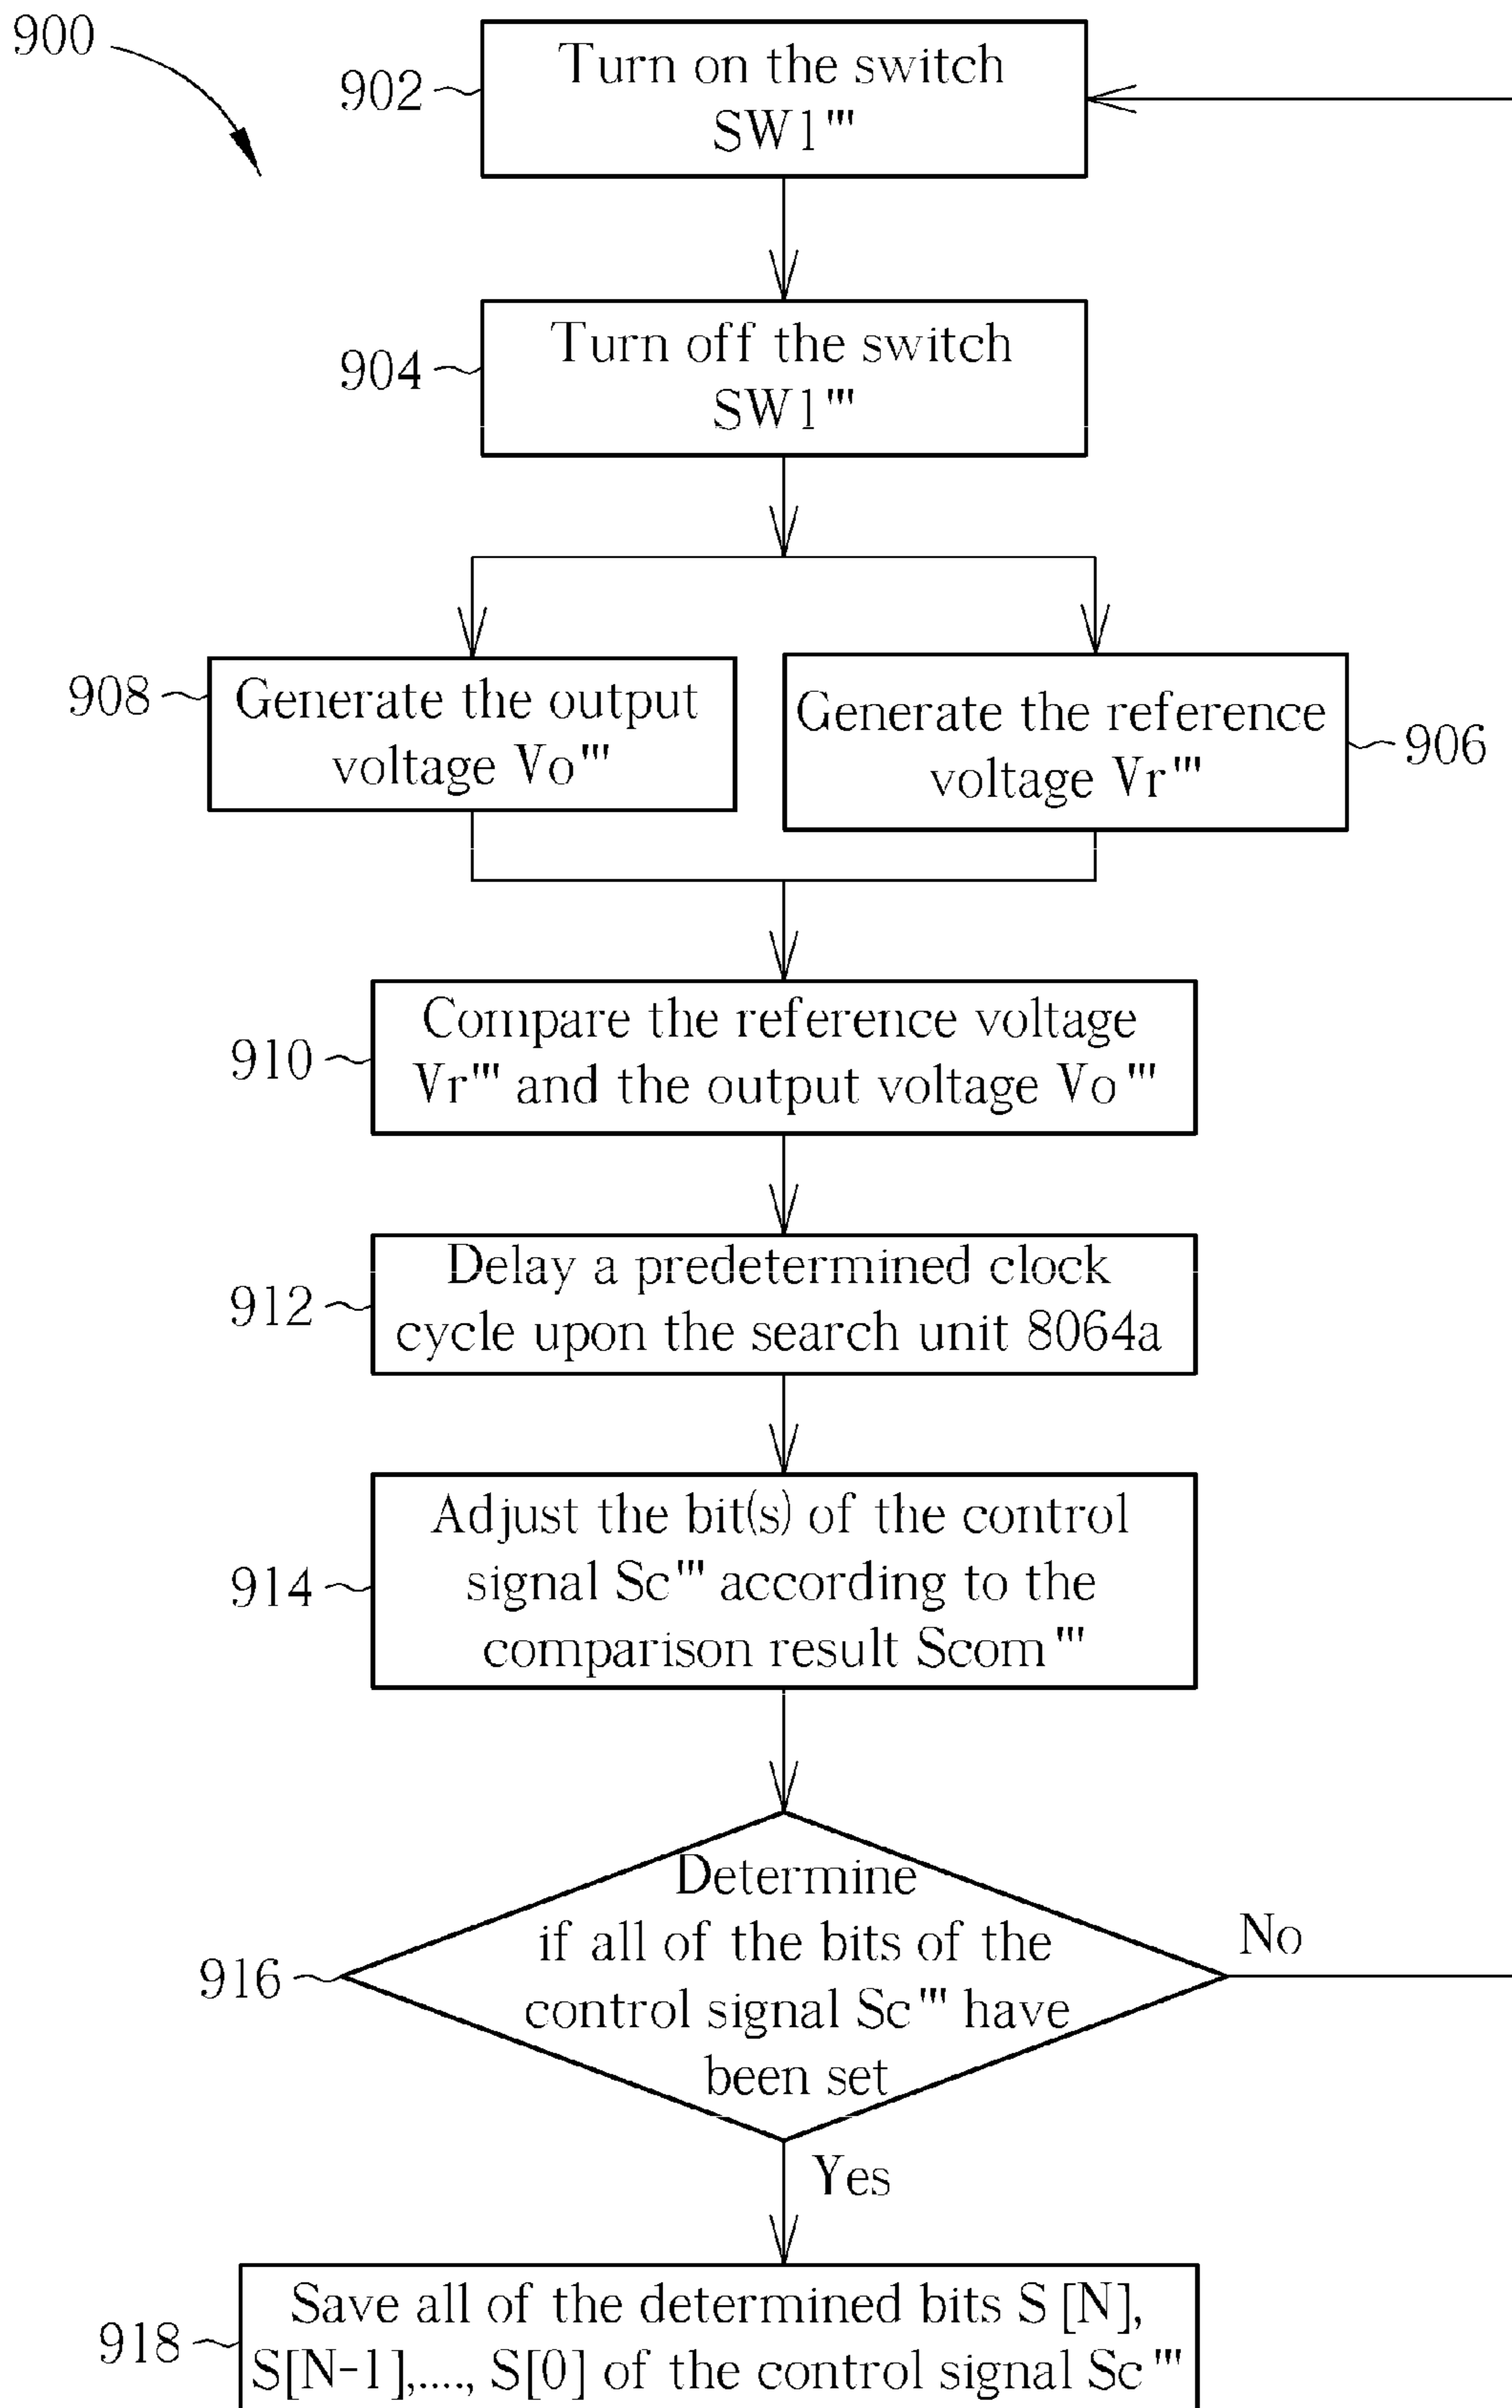 900
902
Turn on the switch
SW1'''
904
Turn off the switch
SW1'''
908
Generate the output
voltage Vo'''
Generate the reference
voltage Vr'''
906
910
Compare the reference voltage
Vr''' and the output voltage Vo'''
912
Delay a predetermined clock
cycle upon the search unit 8064a
914
Adjust the bit(s) of the control
signal Sc''' according to the
comparison result Scom'''
916
Determine
if all of the bits of the
control signal Sc''' have
been set
No
Yes
918
Save all of the determined bits S [N],
S[N-1],...., S[0] of the control signal Sc'''